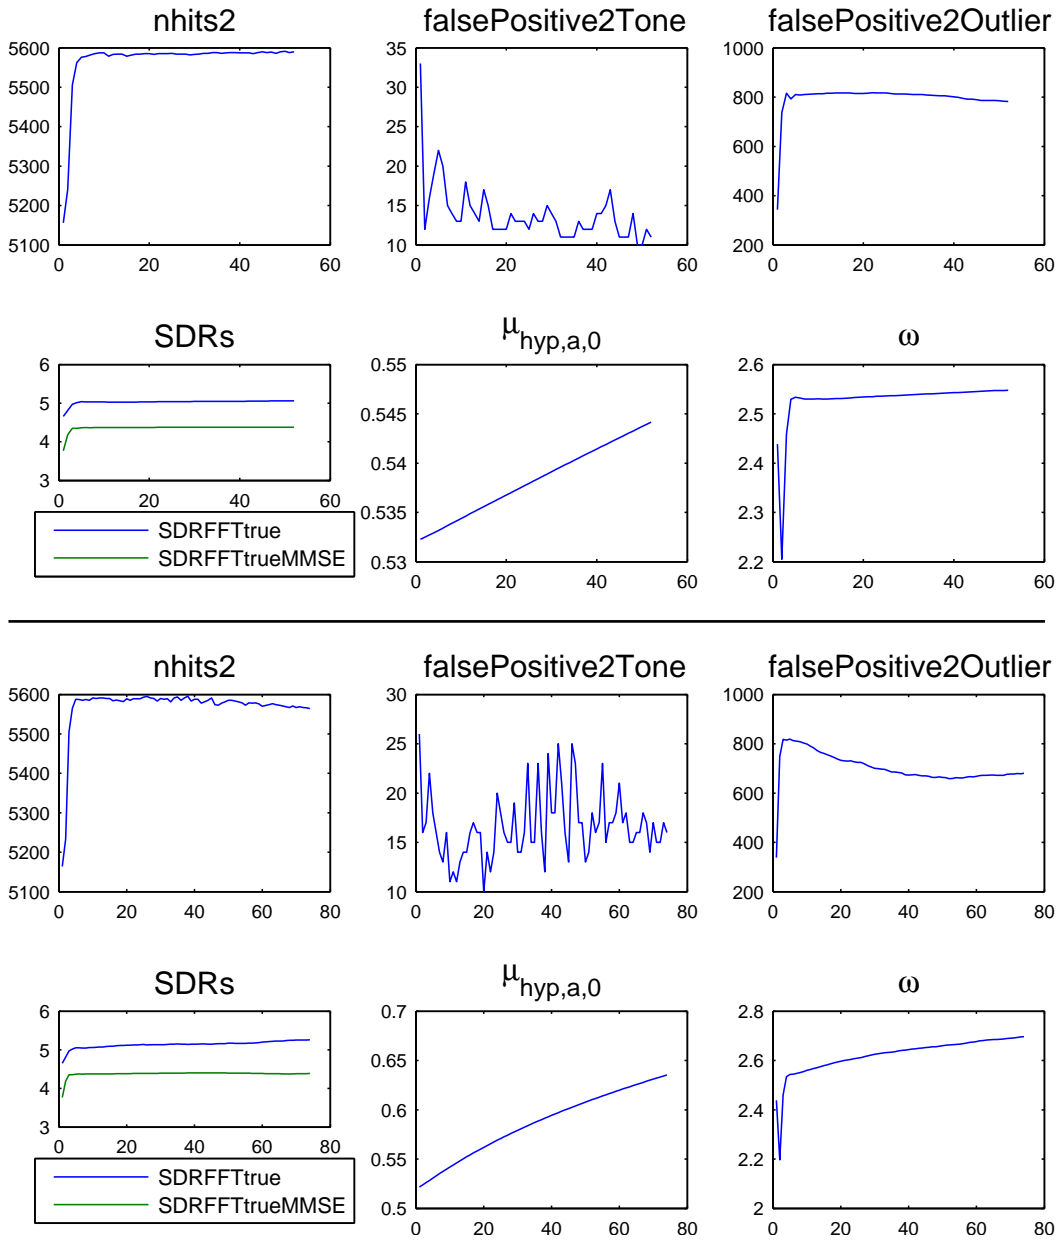 nhits2
5600
5500
5400
5300
5200
5100
0 20 40 60
falsePositive2Tone
35
30
25
20
15
10
0 20 40 60
falsePositive2Outlier
1000
800
600
400
200
0 20 40 60
SDRs
6
5
4
3
0 20 40 60
SDRFFTtrue
SDRFFTtrueMMSE
μhyp,a,0
0.55
0.545
0.54
0.535
0.53
0 20 40 60
ω
2.6
2.5
2.4
2.3
2.2
0 20 40 60
nhits2
5600
5500
5400
5300
5200
5100
0 20 40 60 80
falsePositive2Tone
30
25
20
15
10
0 20 40 60 80
falsePositive2Outlier
1000
800
600
400
200
0 20 40 60 80
SDRs
6
5
4
3
0 20 40 60 80
SDRFFTtrue
SDRFFTtrueMMSE
μhyp,a,0
0.7
0.65
0.6
0.55
0.5
0 20 40 60 80
ω
2.8
2.6
2.4
2.2
2
0 20 40 60 80